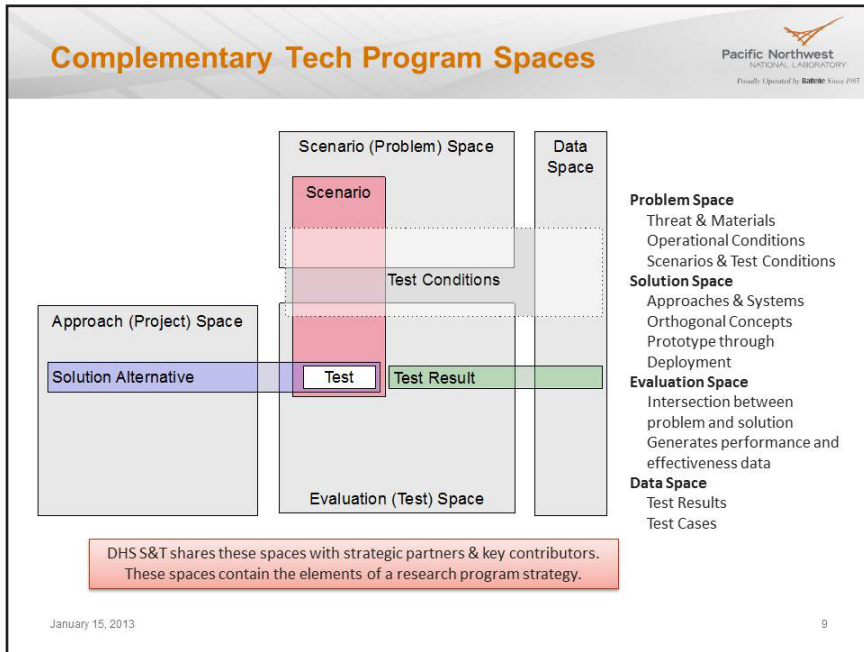 Complementary Tech Program Spaces
Pacific Northwest
NATIONAL LABORATORY
Proudly Operated by Battelle Since 1965
Scenario (Problem) Space
Data
Space
Scenario
Test Conditions
Approach (Project) Space
Solution Alternative
Test
Test Result
Evaluation (Test) Space
Problem Space
Threat & Materials
Operational Conditions
Scenarios & Test Conditions
Solution Space
Approaches & Systems
Orthogonal Concepts
Prototype through
Deployment
Evaluation Space
Intersection between
problem and solution
Generates performance and
effectiveness data
Data Space
Test Results
Test Cases
DHS S&T shares these spaces with strategic partners & key contributors.
These spaces contain the elements of a research program strategy.
January 15, 2013
9